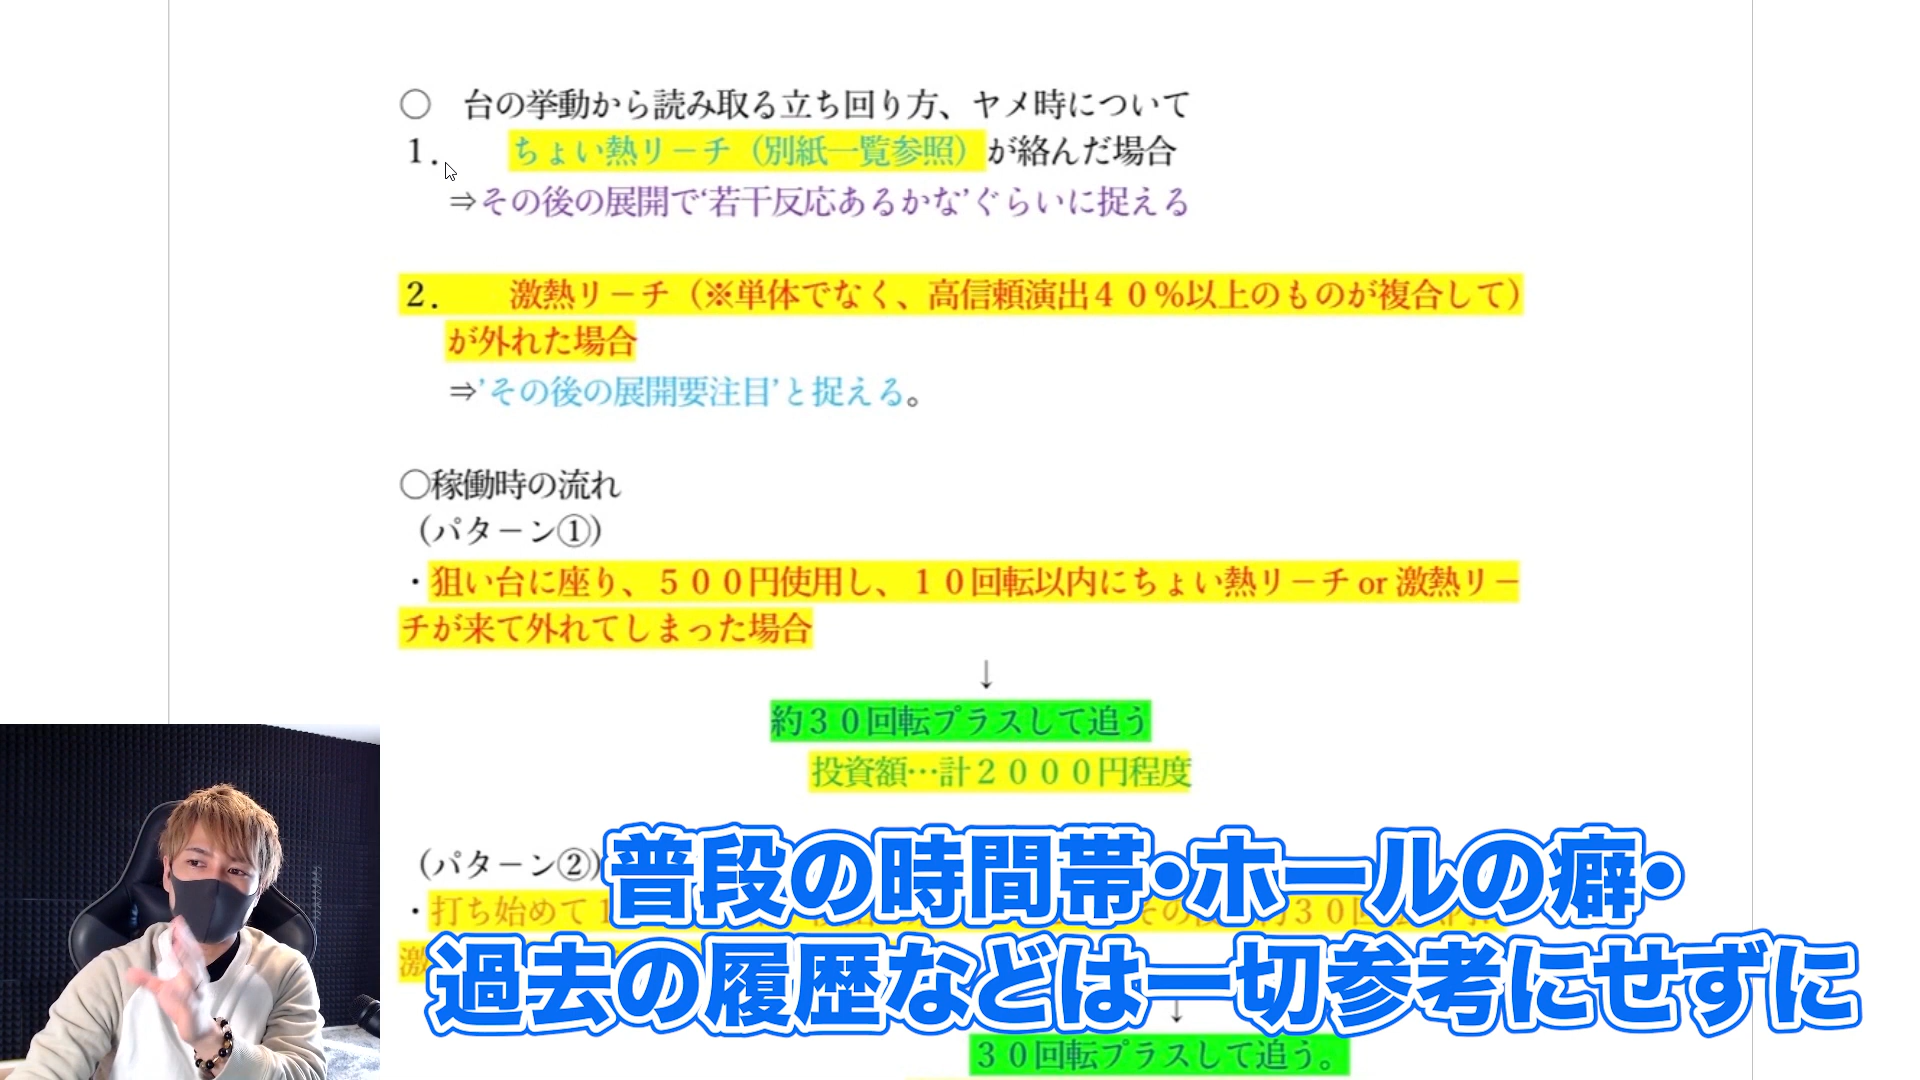 ○　台の挙動から読み取る立ち回り方、ヤメ時について
１．　ちょい熱リーチ（別紙一覧参照）が絡んだ場合
⇒その後の展開で‘若干反応あるかな’ぐらいに捉える
２．　激熱リーチ（※単体でなく、高信頼演出４０％以上のものが複合して）
が外れた場合
⇒’その後の展開要注目’と捉える。
○稼働時の流れ
（パターン①）
・狙い台に座り、５００円使用し、１０回転以内にちょい熱リーチ or 激熱リー
チが来て外れてしまった場合
↓
約３０回転プラスして追う
投資額…計２０００円程度
（パターン②）
普段の時間帯・ホールの癖・
・打ち始めて
過去の履歴などは一切参考にせずに
激
↓
３０回転プラスして追う。